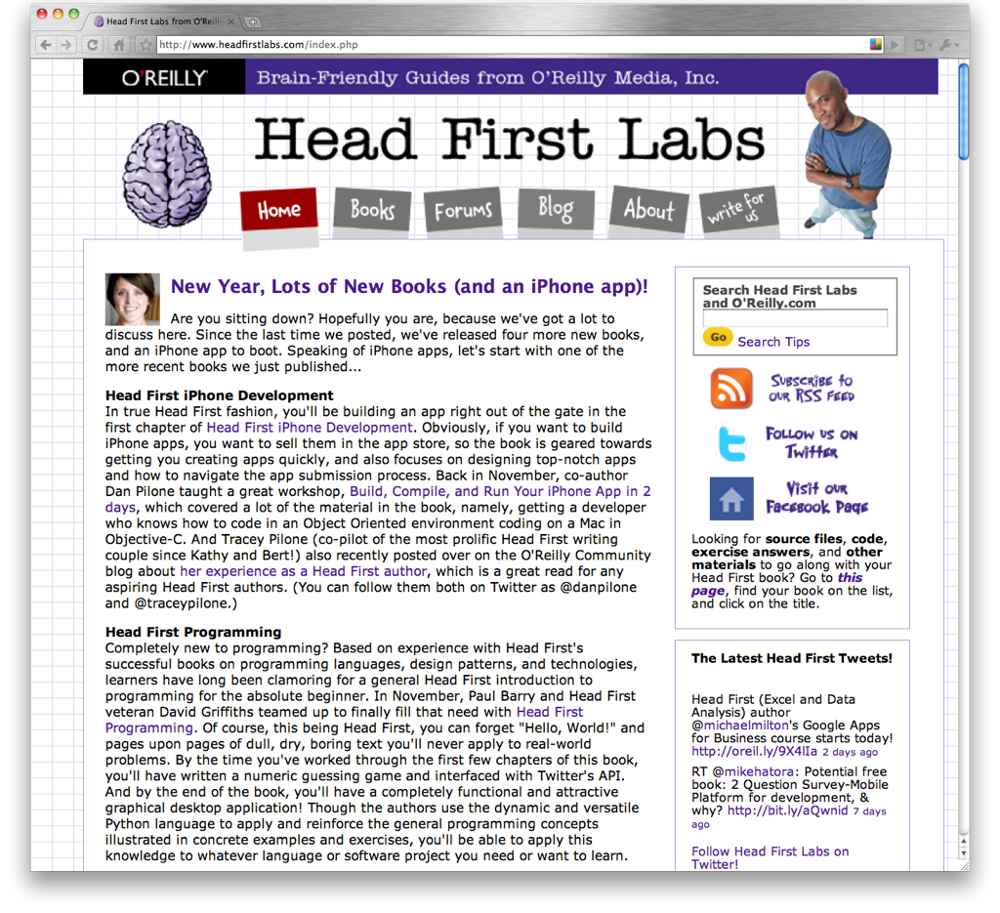 Head First Labs from O'Reill
http://www.headfirstlabs.com/index.php
O'REILLY
Brain-Friendly Guides from O'Reilly Media, Inc.
Head First Labs
Home
Books
Forums
Blog
About
write for
us
New Year, Lots of New Books (and an iPhone app)!
Are you sitting down? Hopefully you are, because we've got a lot to
discuss here. Since the last time we posted, we've released four more new books,
and an iPhone app to boot. Speaking of iPhone apps, let's start with one of the
more recent books we just published...
Head First iPhone Development
In true Head First fashion, you'll be building an app right out of the gate in the
first chapter of Head First iPhone Development. Obviously, if you want to build
iPhone apps, you want to sell them in the app store, so the book is geared towards
getting you creating apps quickly, and also focuses on designing top-notch apps
and how to navigate the app submission process. Back in November, co-author
Dan Pilone taught a great workshop, Build, Compile, and Run Your iPhone App in 2
days, which covered a lot of the material in the book, namely, getting a developer
who knows how to code in an Object Oriented environment coding on a Mac in
Objective-C. And Tracey Pilone (co-pilot of the most prolific Head First writing
couple since Kathy and Bert!) also recently posted over on the O'Reilly Community
blog about her experience as a Head First author, which is a great read for any
aspiring Head First authors. (You can follow them both on Twitter as @danpilone
and @traceypilone.)
Head First Programming
Completely new to programming? Based on experience with Head First's
successful books on programming languages, design patterns, and technologies,
learners have long been clamoring for a general Head First introduction to
programming for the absolute beginner. In November, Paul Barry and Head First
veteran David Griffiths teamed up to finally fill that need with Head First
Programming. Of course, this being Head First, you can forget "Hello, World!" and
pages upon pages of dull, dry, boring text you'll never apply to real-world
problems. By the time you've worked through the first few chapters of this book,
you'll have written a numeric guessing game and interfaced with Twitter's API.
And by the end of the book, you'll have a completely functional and attractive
graphical desktop application! Though the authors use the dynamic and versatile
Python language to apply and reinforce the general programming concepts
illustrated in concrete examples and exercises, you'll be able to apply this
knowledge to whatever language or software project you need or want to learn.
Search Head First Labs
and O'Reilly.com
Go Search Tips
Subscribe to
our RSS feed
Follow us on
Twitter
Visit our
Facebook Page
Looking for source files, code,
exercise answers, and other
materials to go along with your
Head First book? Go to this
page, find your book on the list,
and click on the title.
The Latest Head First Tweets!
Head First (Excel and Data
Analysis) author
@michaelmilton's Google Apps
for Business course starts today!
http://oreil.ly/9X4lIa 2 days ago
RT @mikehatora: Potential free
book: 2 Question Survey-Mobile
Platform for development, &
why? http://bit.ly/aQwnid 7 days
ago
Follow Head First Labs on
Twitter!